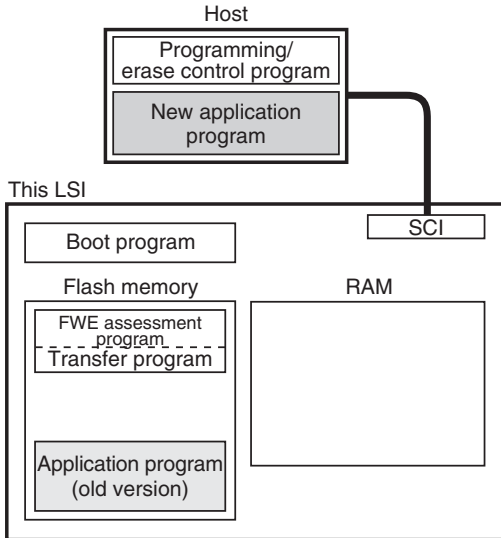 Host
Programming/
erase control program
New application
program
This LSI
SCI
Boot program
Flash memory
RAM
FWE assessment
program
Transfer program
Application program
(old version)